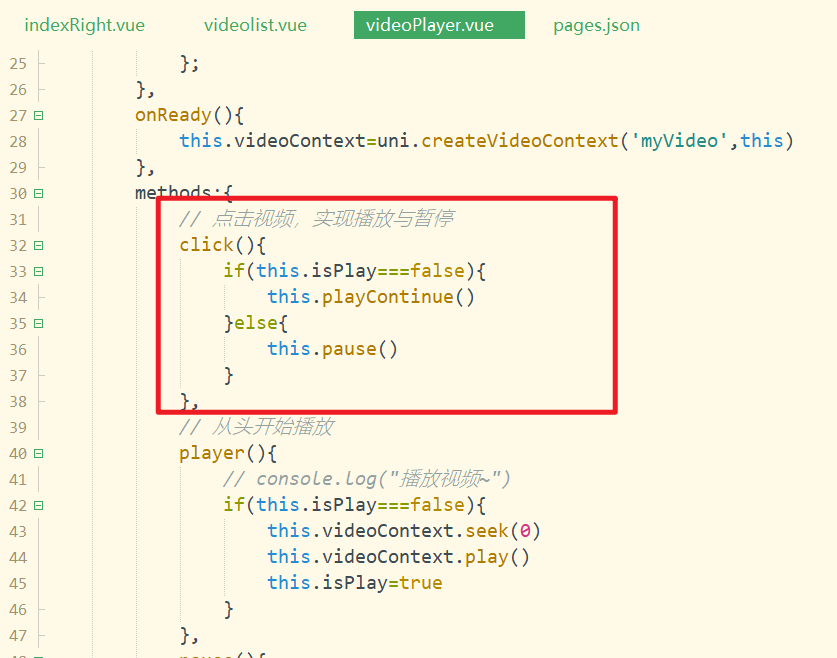 indexRight.vue videolist.vue videoPlayer.vue pages.json
25 };
26 },
27 onReady(){
28 this.videoContext=uni.createVideoContext('myVideo',this)
29 },
30 methods:{
31 // 点击视频，实现播放与暂停
32 click(){
33 if(this.isPlay===false){
34 this.playContinue()
35 }else{
36 this.pause()
37 }
38 },
39 // 从头开始播放
40 player(){
41 // console.log("播放视频~")
42 if(this.isPlay===false){
43 this.videoContext.seek(0)
44 this.videoContext.play()
45 this.isPlay=true
46 }
47 },
48 pause(){